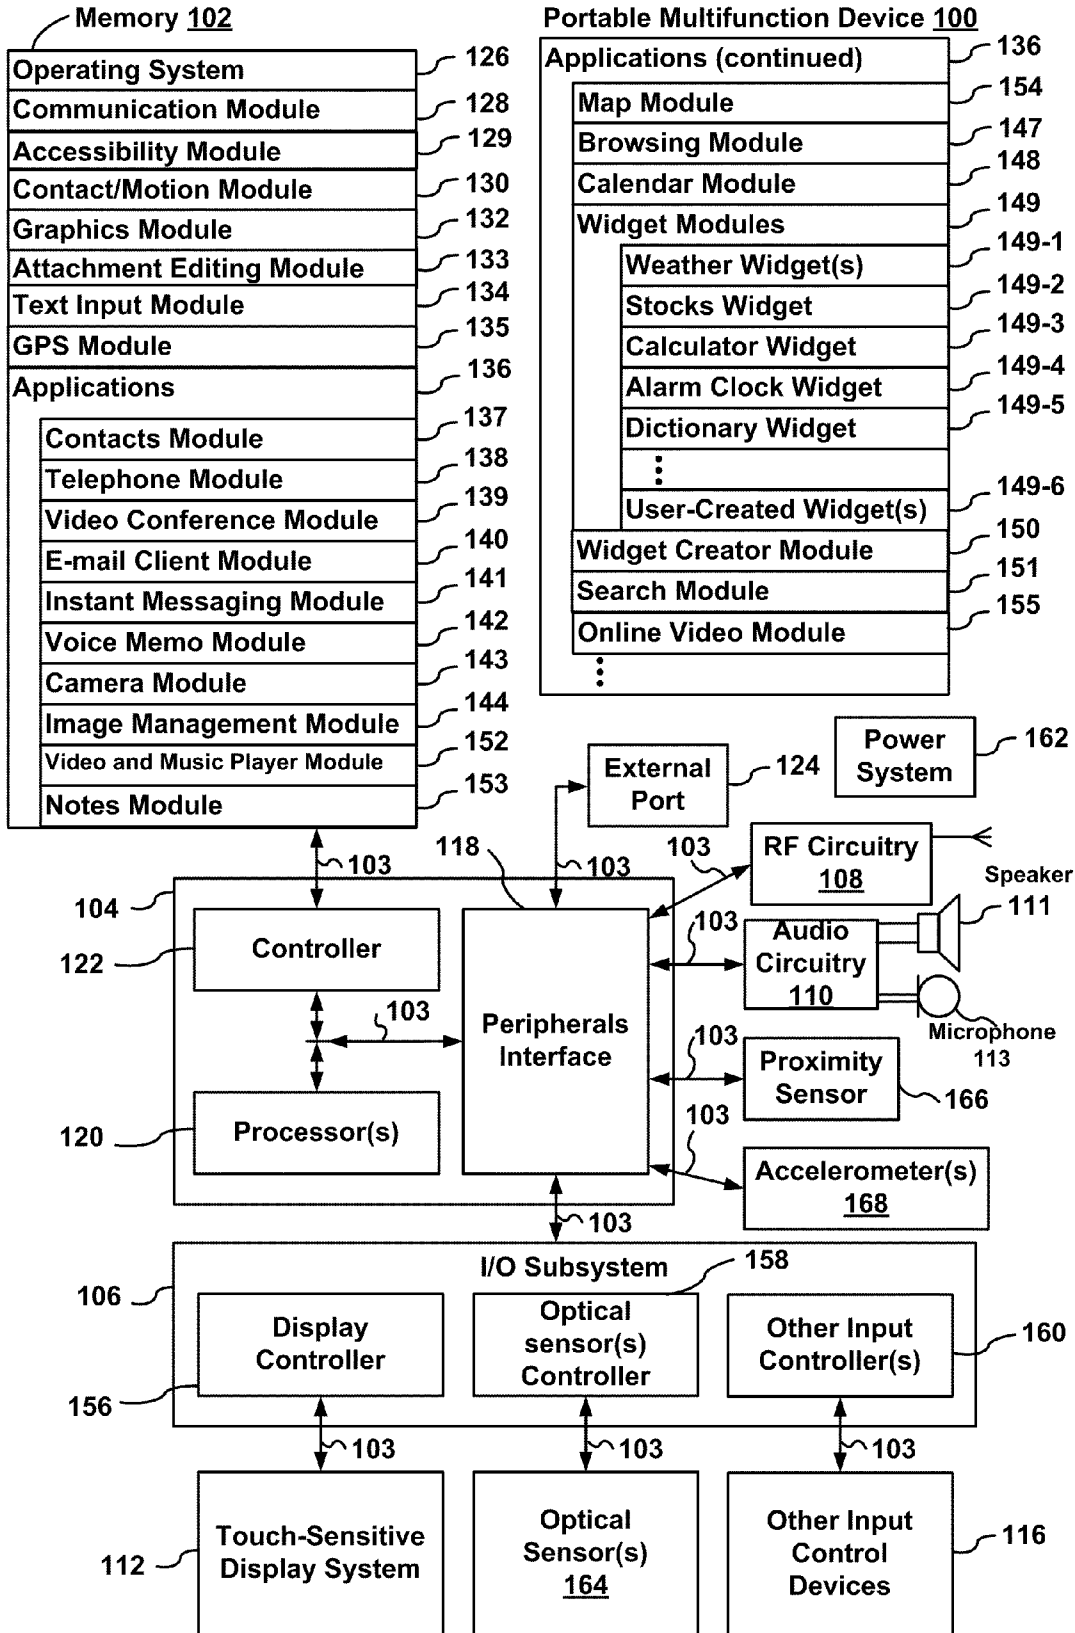 Memory 102
Operating System
126
Communication Module
128
Accessibility Module
129
Contact/Motion Module
130
Graphics Module
132
Attachment Editing Module
133
Text Input Module
134
GPS Module
135
Applications
136
Contacts Module
137
Telephone Module
138
Video Conference Module
139
E-mail Client Module
140
Instant Messaging Module
141
Voice Memo Module
142
Camera Module
143
Image Management Module
144
Video and Music Player Module
152
Notes Module
153
Portable Multifunction Device 100
Applications (continued)
136
Map Module
154
Browsing Module
147
Calendar Module
148
Widget Modules
149
Weather Widget(s)
149-1
Stocks Widget
149-2
Calculator Widget
149-3
Alarm Clock Widget
149-4
Dictionary Widget
149-5
User-Created Widget(s)
149-6
Widget Creator Module
150
Search Module
151
Online Video Module
155
Power
System
162
External
Port
124
103
118
103
103
RF Circuitry
108
Speaker
111
104
Controller
122
103
Audio
Circuitry
110
Microphone
113
103
Peripherals
Interface
103
Proximity
Sensor
166
Processor(s)
120
103
Accelerometer(s)
168
103
I/O Subsystem
106
158
Display
Controller
156
Optical
sensor(s)
Controller
Other Input
Controller(s)
160
103
103
103
Touch-Sensitive
Display System
112
Optical
Sensor(s)
164
Other Input
Control
Devices
116